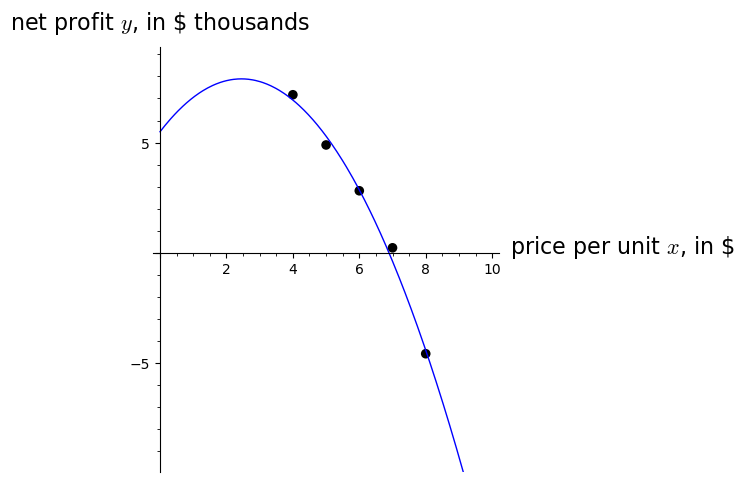 net profit y, in $ thousands
5
price per unit x, in $
2 4 6 8 10
−5